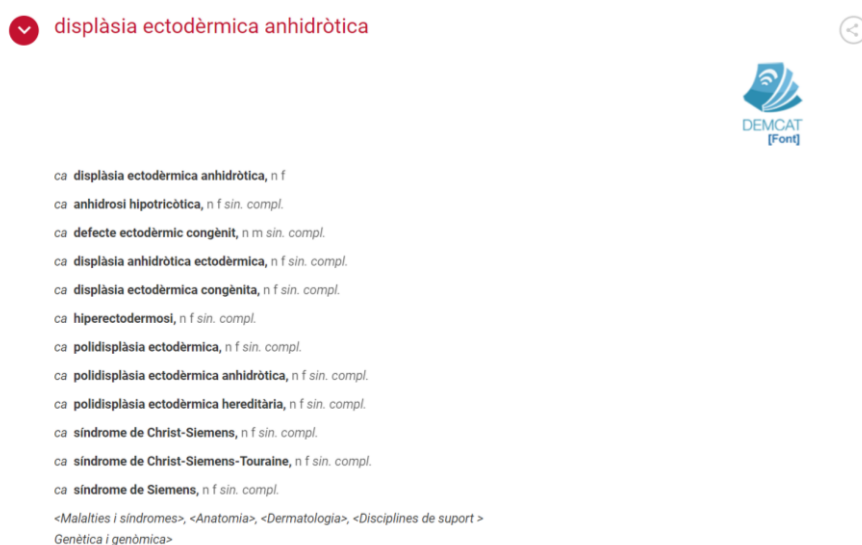 displàsia ectodèrmica anhidròtica
DEMCAT
[Font]
ca displàsia ectodèrmica anhidròtica, n f
ca anhidrosi hipotricòtica, n f sin. compl.
ca defecte ectodèrmic congènit, n m sin. compl.
ca displàsia anhidròtica ectodèrmica, n f sin. compl.
ca displàsia ectodèrmica congènita, n f sin. compl.
ca hiperectodermosi, n f sin. compl.
ca polidisplàsia ectodèrmica, n f sin. compl.
ca polidisplàsia ectodèrmica anhidròtica, n f sin. compl.
ca polidisplàsia ectodèrmica hereditària, n f sin. compl.
ca síndrome de Christ-Siemens, n f sin. compl.
ca síndrome de Christ-Siemens-Touraine, n f sin. compl.
ca síndrome de Siemens, n f sin. compl.
<Malalties i síndromes>, <Anatomia>, <Dermatologia>, <Disciplines de suport >
Genètica i genòmica>